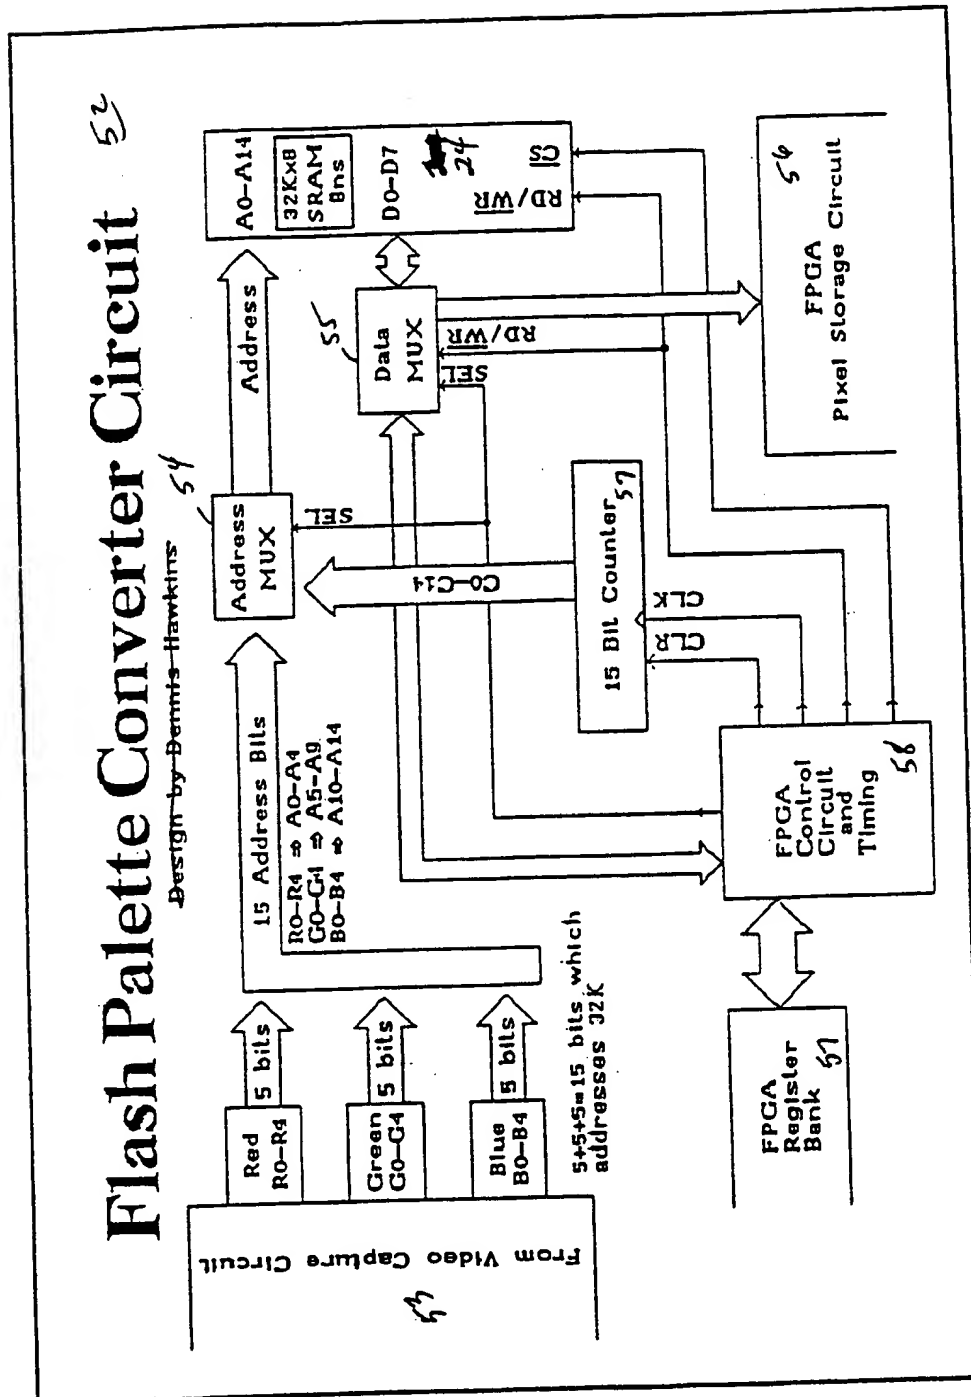 Flash Palette Converter Circuit 52
Design by Dennis Hawkins
From Video Capture Circuit
53
Red
R0-R4
5 bits
Green
G0-G4
5 bits
Blue
B0-B4
5 bits
15 Address Bits
R0-R4 ⇒ A0-A4
G0-G4 ⇒ A5-A9
B0-B4 ⇒ A10-A14
5+5+5=15 bits which
addresses 32K
Address
MUX
54
SEL
Address
A0-A14
32Kx8
SRAM
8ns
D0-D7
24
RD/WR
CS
55
Data
MUX
SEL
RD/WR
C0-C14
15 Bit Counter
57
CLR
CLK
FPGA
Register
Bank
57
FPGA
Control
Circuit
and
Timing
58
FPGA
Pixel Storage Circuit
56